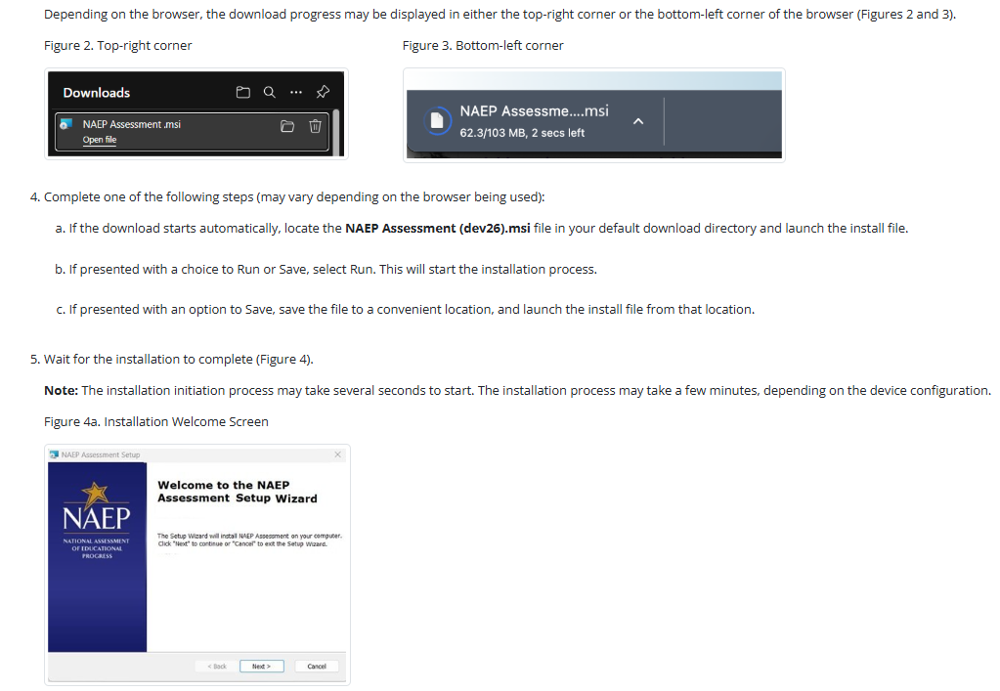 Depending on the browser, the download progress may be displayed in either the top-right corner or the bottom-left corner of the browser (Figures 2 and 3).
Figure 2. Top-right corner
Figure 3. Bottom-left corner
Downloads
NAEP Assessment .msi
Open file
NAEP Assessme....msi
62.3/103 MB, 2 secs left
4. Complete one of the following steps (may vary depending on the browser being used):
a. If the download starts automatically, locate the NAEP Assessment (dev26).msi file in your default download directory and launch the install file.
b. If presented with a choice to Run or Save, select Run. This will start the installation process.
c. If presented with an option to Save, save the file to a convenient location, and launch the install file from that location.
5. Wait for the installation to complete (Figure 4).
Note: The installation initiation process may take several seconds to start. The installation process may take a few minutes, depending on the device configuration.
Figure 4a. Installation Welcome Screen
NAEP Assessment Setup
NAEP
NATIONAL ASSESSMENT
OF EDUCATIONAL
PROGRESS
Welcome to the NAEP
Assessment Setup Wizard
The Setup Wizard will install NAEP Assessment on your computer.
Click "Next" to continue or "Cancel" to exit the Setup Wizard.
< Back
Next >
Cancel